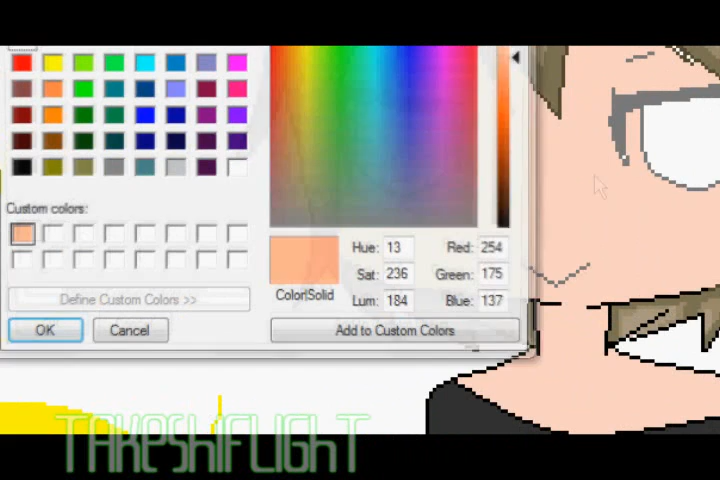 Custom colors:
Define Custom Colors >>
OK
Cancel
Color|Solid
Hue: 13
Sat: 236
Lum: 184
Red: 254
Green: 175
Blue: 137
Add to Custom Colors
TAKESHIFLIGHT